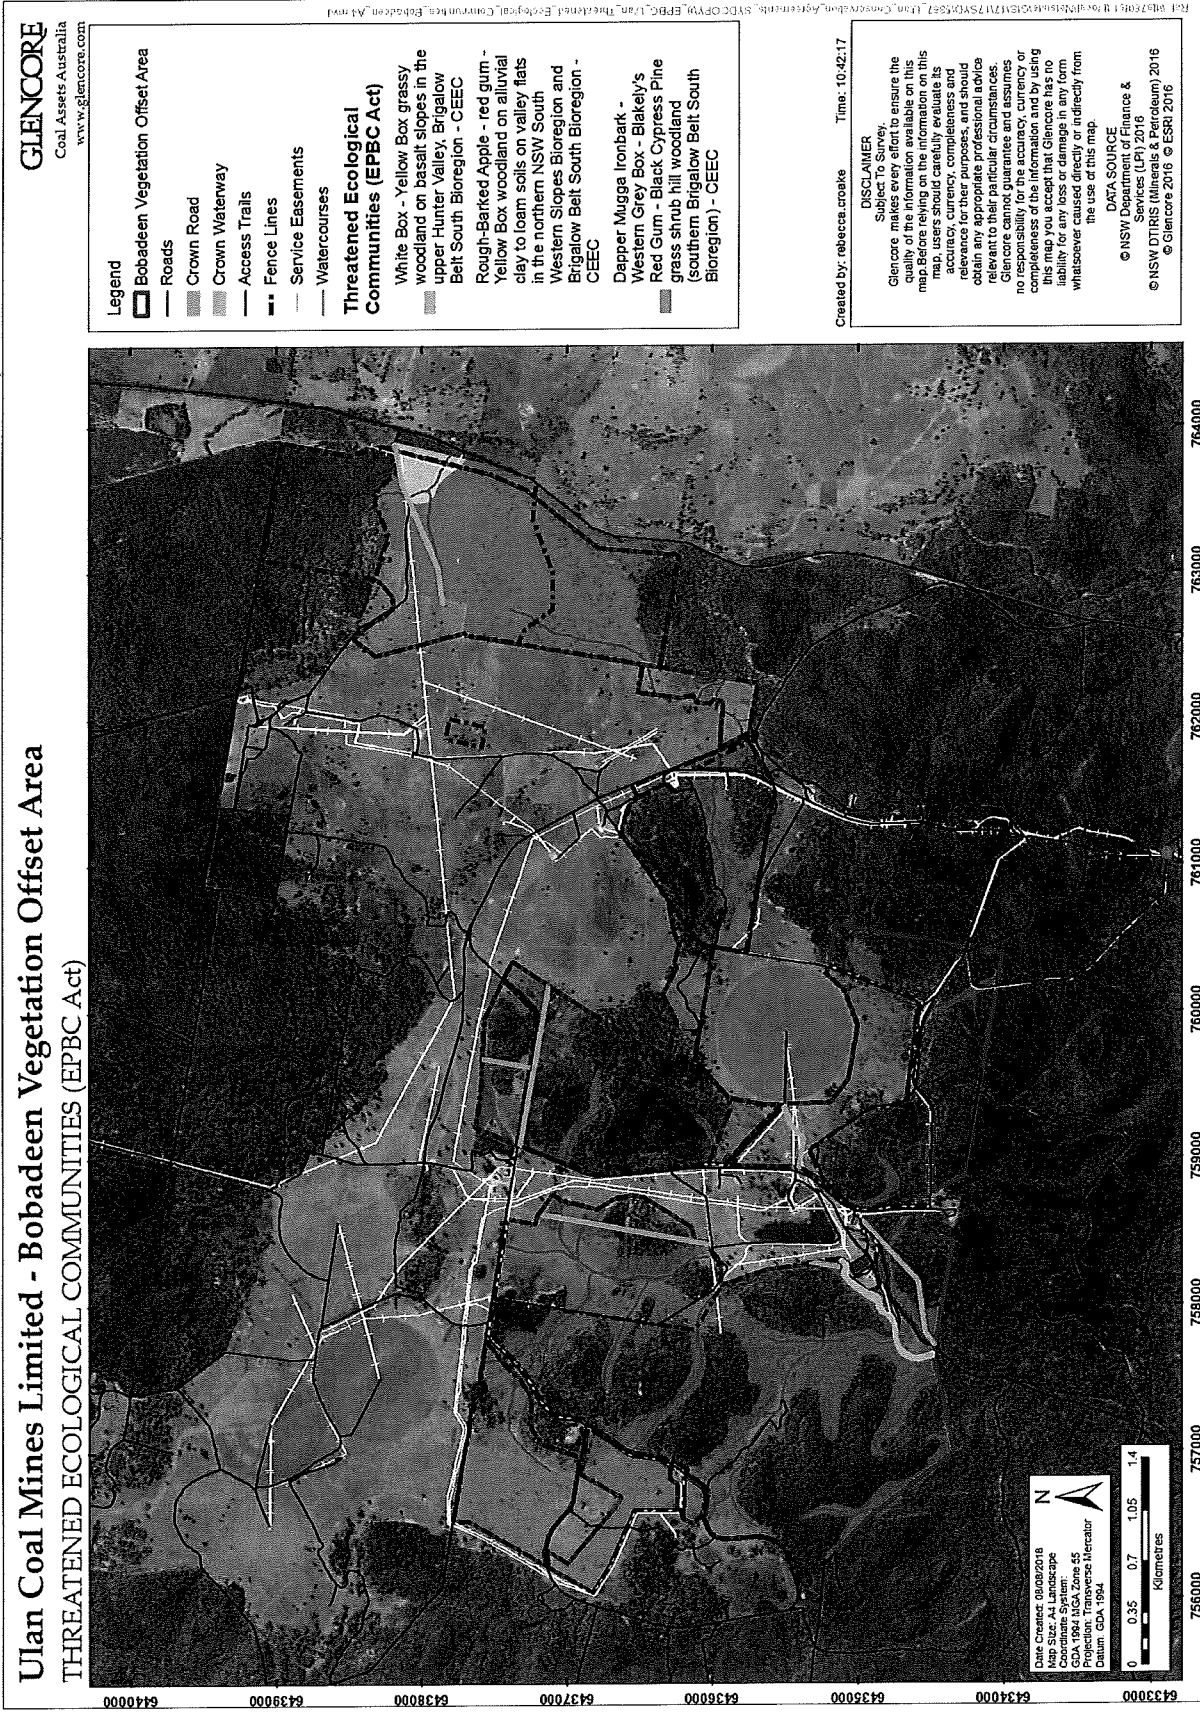 Ulan Coal Mines Limited - Bobadeen Vegetation Offset Area
THREATENED ECOLOGICAL COMMUNITIES (EPBC Act)
GLENCORE
Coal Assets Australia
www.glencore.com
Legend
Bobadeen Vegetation Offset Area
Roads
Crown Road
Crown Waterway
Access Trails
Fence Lines
Service Easements
Watercourses
Threatened Ecological
Communities (EPBC Act)
White Box - Yellow Box grassy
woodland on basalt slopes in the
upper Hunter Valley, Brigalow
Belt South Bioregion - CEEC
Rough-Barked Apple - red gum -
Yellow Box woodland on alluvial
clay to loam soils on valley flats
in the northern NSW South
Western Slopes Bioregion and
Brigalow Belt South Bioregion -
CEEC
Dapper Mugga Ironbark -
Western Grey Box - Blakely's
Red Gum - Black Cypress Pine
grass shrub hill woodland
(southern Brigalow Belt South
Bioregion) - CEEC
Created by: rebecca.croake Time: 10:42:17
DISCLAIMER
Subject To Survey.
Glencore makes every effort to ensure the
quality of the information available on this
map. Before relying on the information on this
map, users should carefully evaluate its
accuracy, currency, completeness and
relevance for their purposes, and should
obtain any appropriate professional advice
relevant to their particular circumstances.
Glencore cannot guarantee and assumes
no responsibility for the accuracy, currency or
completeness of the information and by using
this map you accept that Glencore has no
liability for any loss or damage in any form
whatsoever caused directly or indirectly from
the use of this map.
DATA SOURCE
© NSW Department of Finance &
Services (LPI) 2016
© NSW DTIRIS (Minerals & Petroleum) 2016
© Glencore 2016 © ESRI 2016
6440000
6439000
6438000
6437000
6436000
6435000
6434000
6433000
756000
757000
758000
759000
760000
761000
762000
763000
764000
Date Created: 08/08/2018
Map Size: A4 Landscape
Coordinate System:
GDA 1994 MGA Zone 55
Projection: Transverse Mercator
Datum: GDA 1994
N
0 0.35 0.7 1.05 1.4
Kilometres